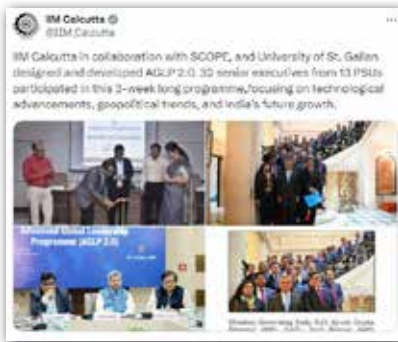 IIM Calcutta
@IIM_Calcutta
IIM Calcutta in collaboration with SCOPE, and University of St. Gallen
designed and developed AGLP 2.0. 32 senior executives from 13 PSUs
participated in this 3-week long programme, focusing on technological
advancements, geopolitical trends, and India's future growth.
Advanced Global Leadership
Programme (AGLP 2.0)